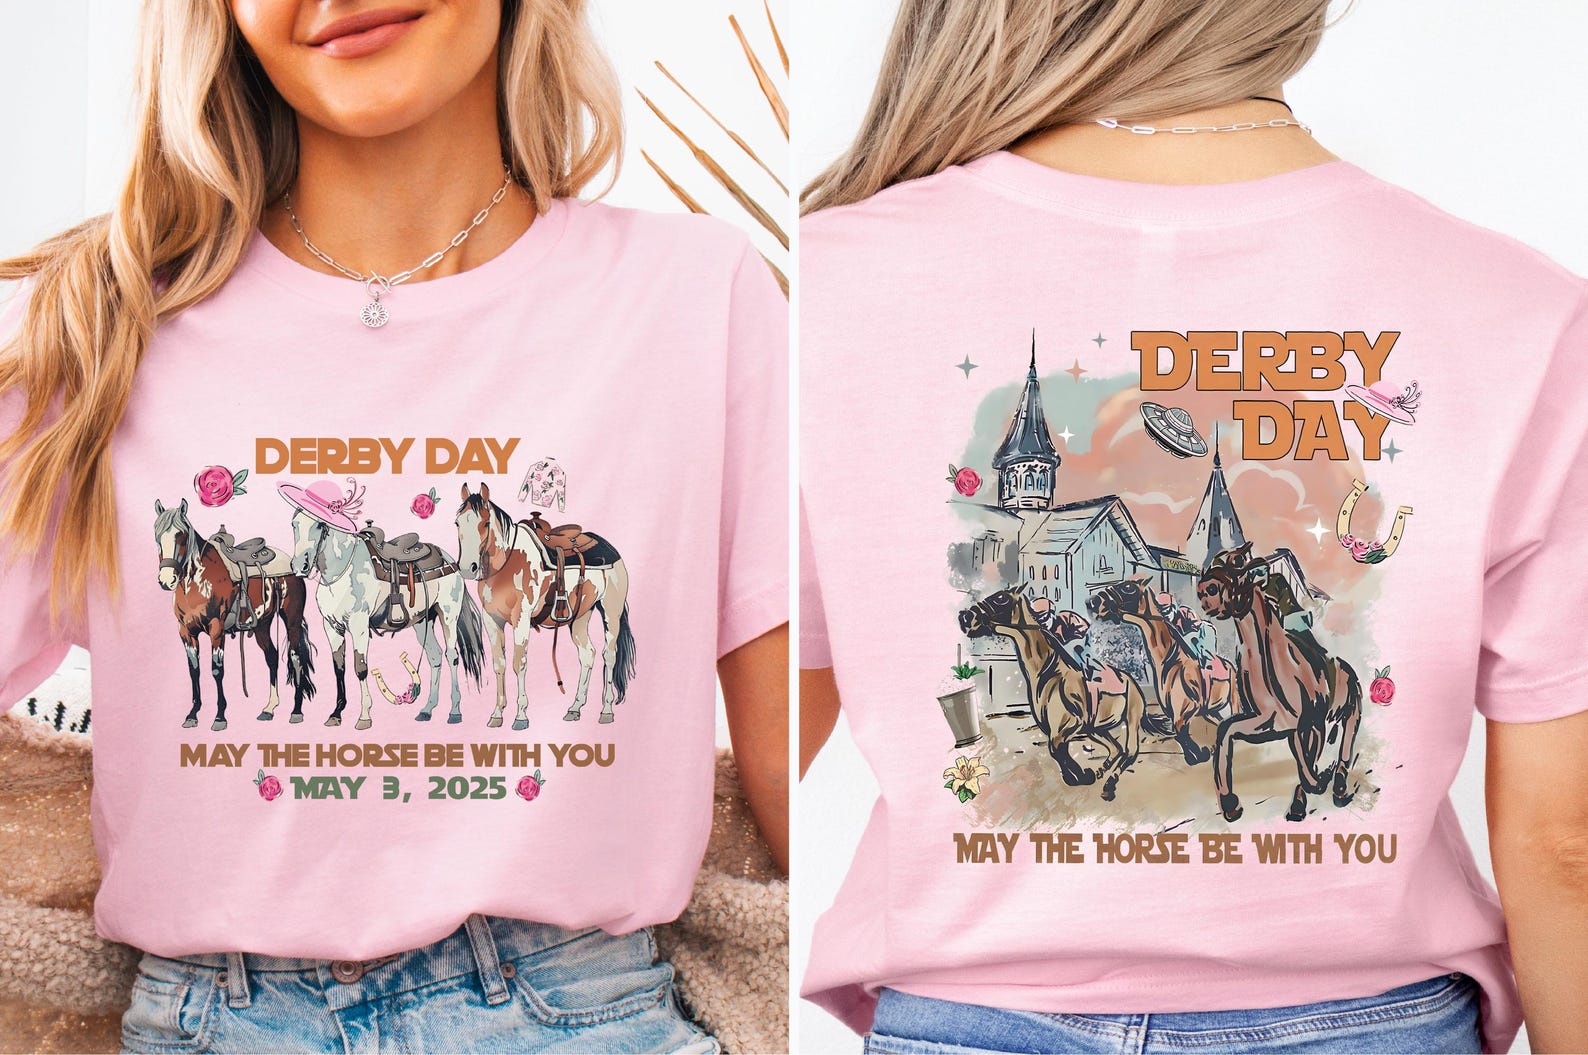 DERBY DAY
MAY THE HORSE BE WITH YOU
MAY 3, 2025
DERBY
DAY
MAY THE HORSE BE WITH YOU